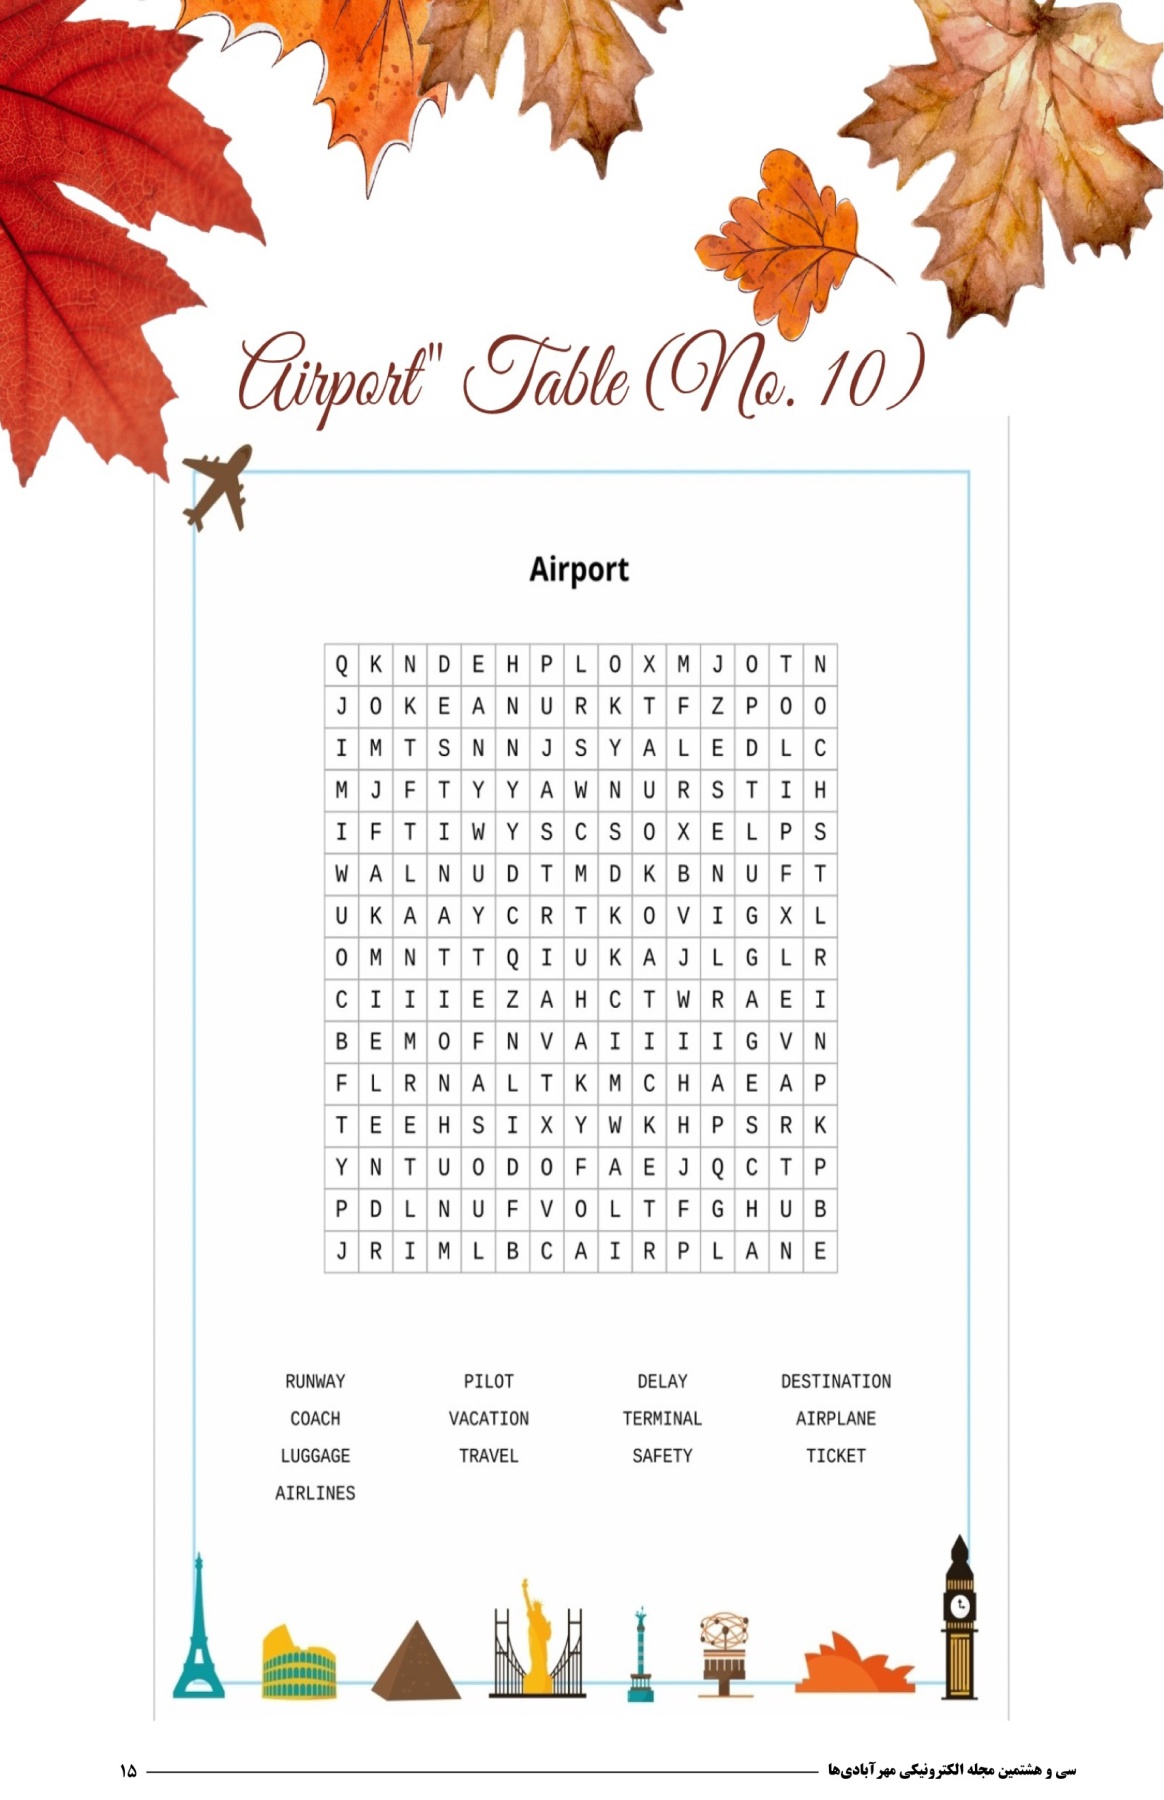 Airport" Table (No. 10)
Airport
Q K N D E H P L O X M J O T N
J O K E A N U R K T F Z P O O
I M T S N N J S Y A L E D L C
M J F T Y Y A W N U R S T I H
I F T I W Y S C S O X E L P S
W A L N U D T M D K B N U F T
U K A A Y C R T K O V I G X L
O M N T T Q I U K A J L G L R
C I I I E Z A H C T W R A E I
B E M O F N V A I I I I G V N
F L R N A L T K M C H A E A P
T E E H S I X Y W K H P S R K
Y N T U O D O F A E J Q C T P
P D L N U F V O L T F G H U B
J R I M L B C A I R P L A N E
RUNWAY PILOT DELAY DESTINATION
COACH VACATION TERMINAL AIRPLANE
LUGGAGE TRAVEL SAFETY TICKET
AIRLINES
سی و هشتمین مجله الکترونیکی مهرآبادی‌ها ۱۵